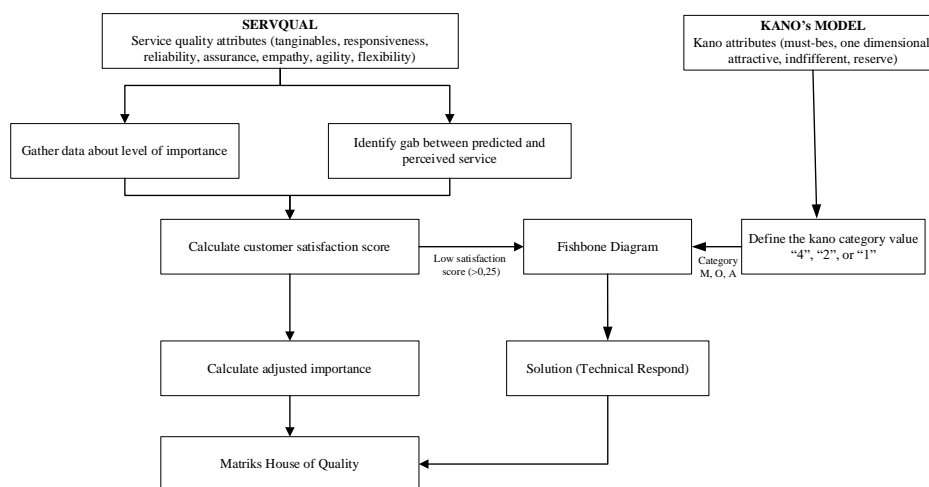 SERVQUAL
Service quality attributes (tanginables, responsiveness,
reliability, assurance, empathy, agility, flexibility)
KANO's MODEL
Kano attributes (must-bes, one dimensional,
attractive, indfifferent, reserve)
Gather data about level of importance
Identify gab between predicted and
perceived service
Calculate customer satisfaction score
Low satisfaction
score (>0,25)
Fishbone Diagram
Category
M, O, A
Define the kano category value
“4”, “2”, or “1”
Calculate adjusted importance
Solution (Technical Respond)
Matriks House of Quality